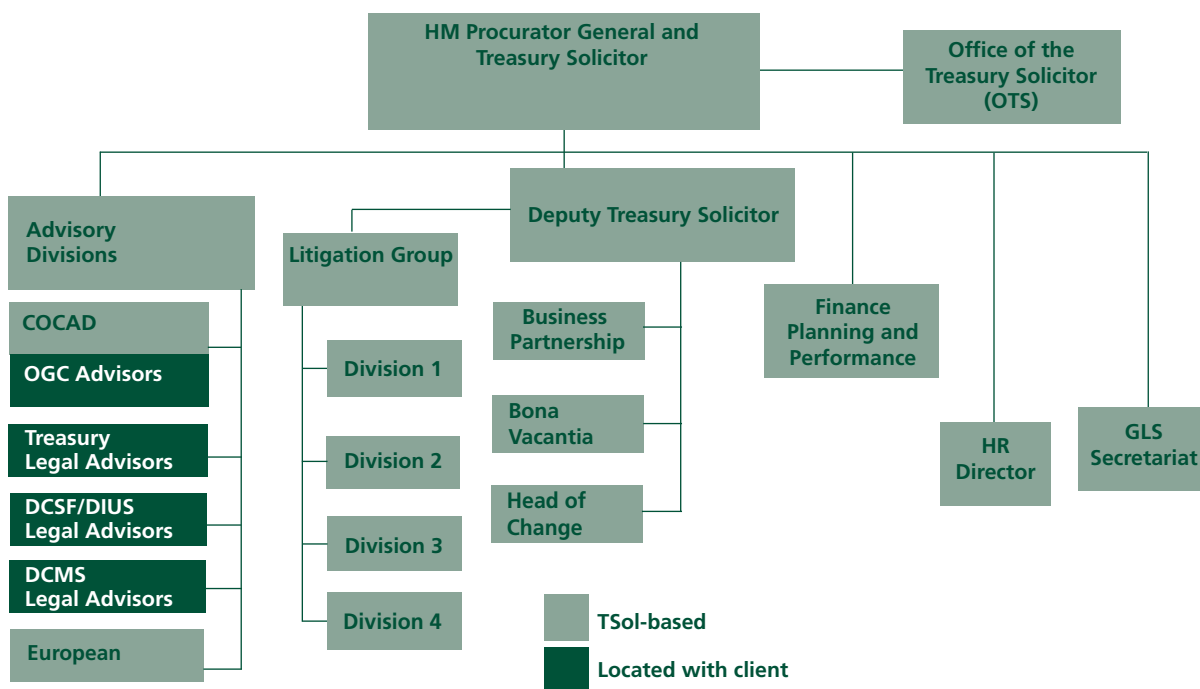 HM Procurator General and
Treasury Solicitor
Office of the
Treasury Solicitor
(OTS)
Advisory
Divisions
COCAD
OGC Advisors
Treasury
Legal Advisors
DCSF/DIUS
Legal Advisors
DCMS
Legal Advisors
European
Litigation Group
Division 1
Division 2
Division 3
Division 4
Deputy Treasury Solicitor
Business
Partnership
Bona
Vacantia
Head of
Change
Finance
Planning and
Performance
HR
Director
GLS
Secretariat
TSol-based
Located with client